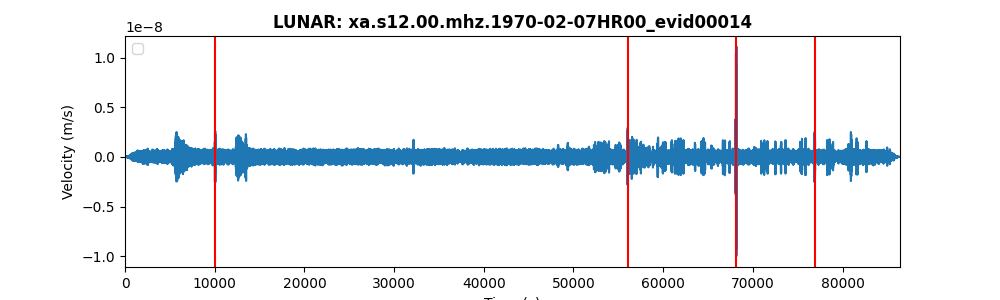 LUNAR: xa.s12.00.mhz.1970-02-07HR00_evid00014
1e−8
1.0
0.5
0.0
−0.5
−1.0
Velocity (m/s)
0 10000 20000 30000 40000 50000 60000 70000 80000
Time (s)